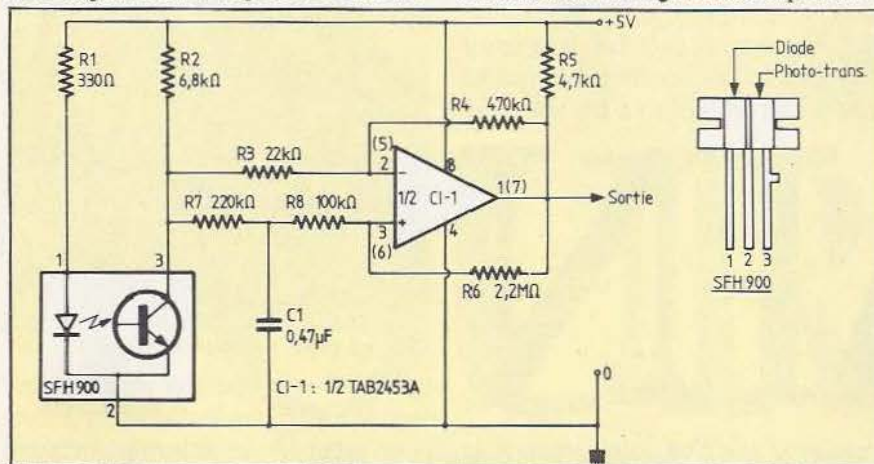 +5V
R1
330Ω
R2
6,8kΩ
R5
4,7kΩ
Diode
Photo-trans.
R4 470kΩ
(5)
R3 22kΩ
2
-
8
1/2
CI-1
1(7)
Sortie
R7 220kΩ
R8 100kΩ
3
+
4
(6)
R6 2,2MΩ
1
3
1 2 3
SFH 900
C1
0,47µF
SFH 900
CI-1 : 1/2 TAB2453A
0
2